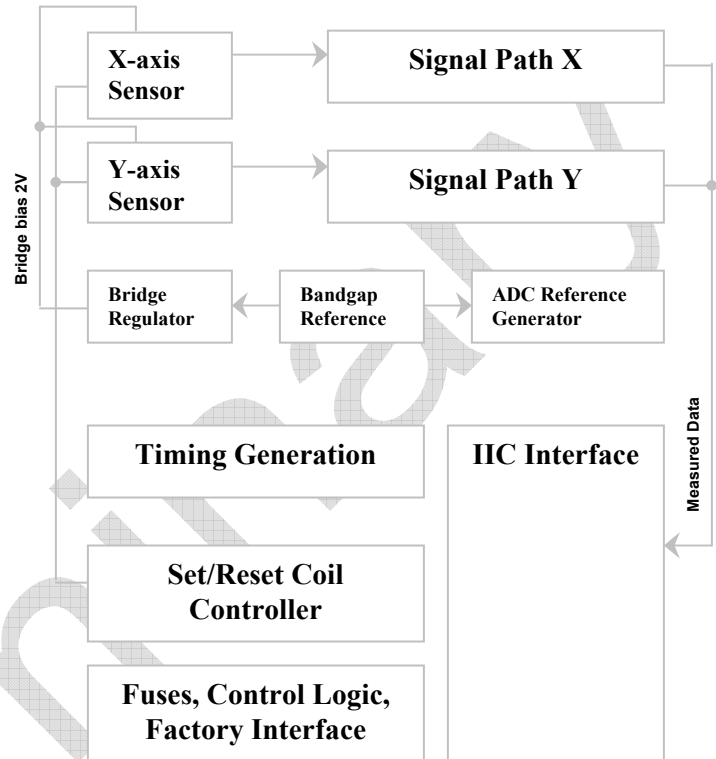 X-axis
Sensor
Signal Path X
Y-axis
Sensor
Signal Path Y
Bridge bias 2V
Bridge
Regulator
Bandgap
Reference
ADC Reference
Generator
Timing Generation
IIC Interface
Measured Data
Set/Reset Coil
Controller
Fuses, Control Logic,
Factory Interface